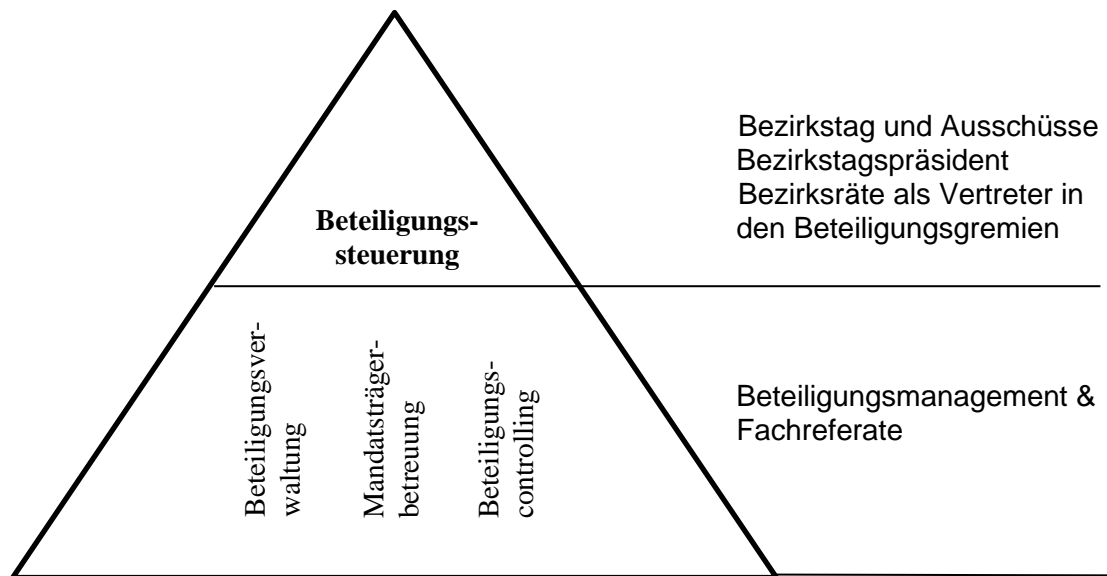 Bezirkstag und Ausschüsse
Bezirkstagspräsident
Bezirksräte als Vertreter in
den Beteiligungsgremien
Beteiligungs-
steuerung
Beteiligungsver-
waltung
Mandatsträger-
betreuung
Beteiligungs-
controlling
Beteiligungsmanagement &
Fachreferate